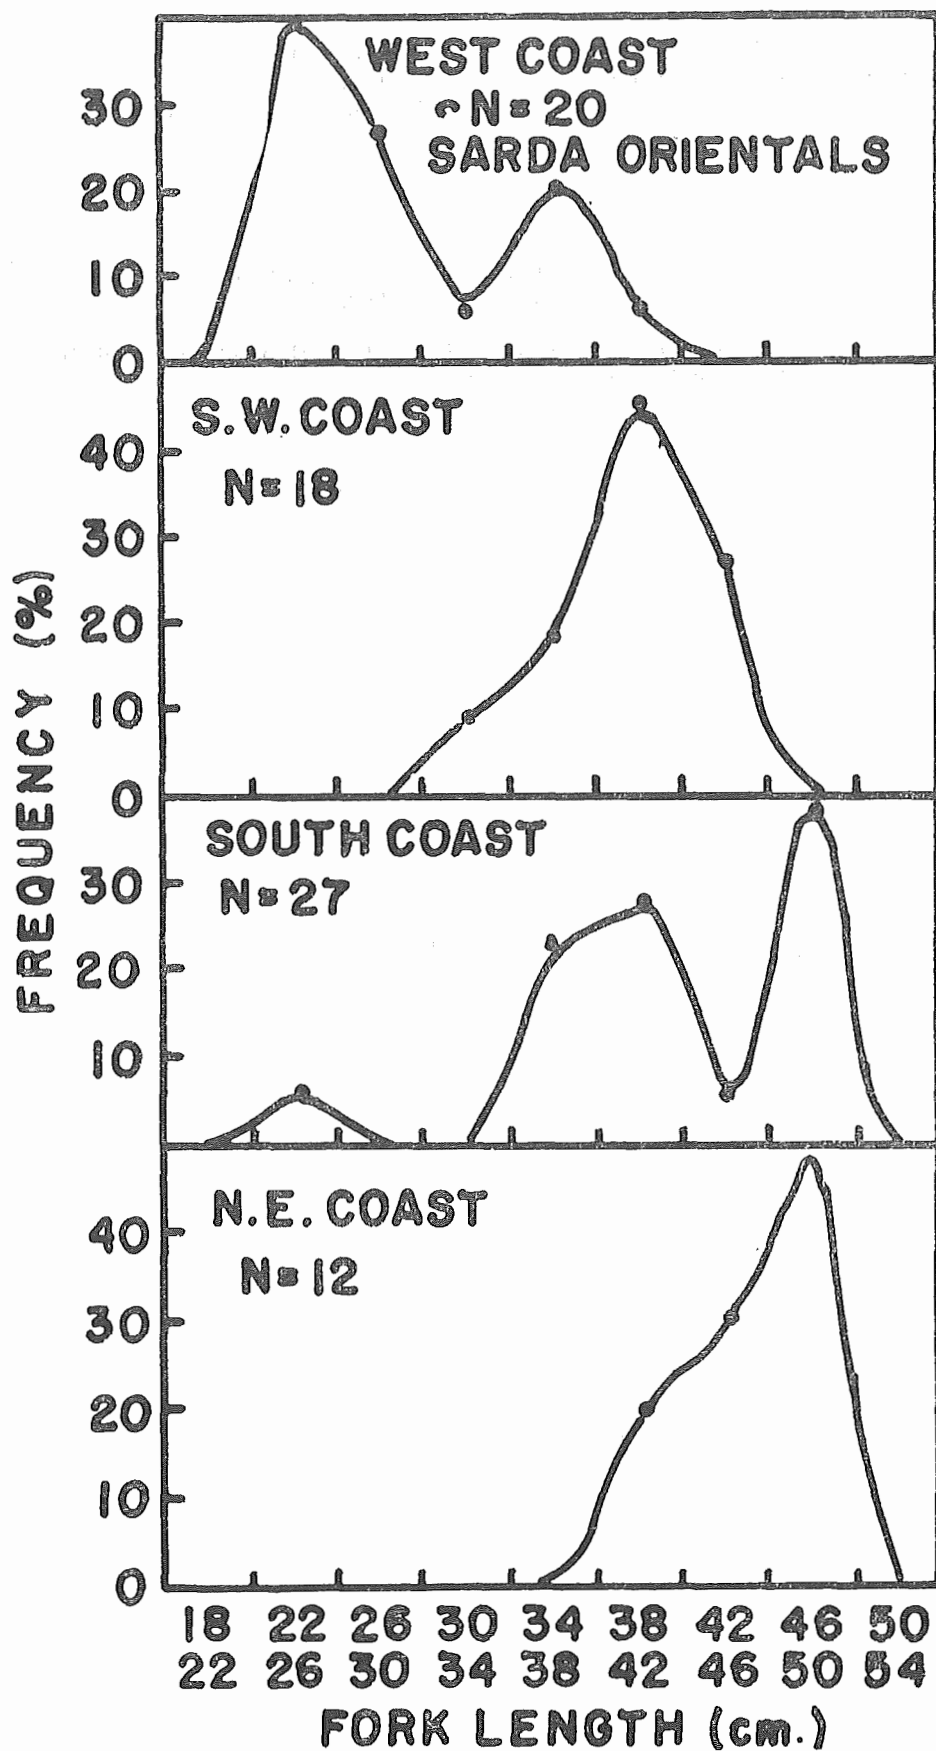 WEST COAST
N=20
SARDA ORIENTALS
30
20
10
0
S.W. COAST
N=18
40
30
20
10
0
SOUTH COAST
N=27
30
20
10
N.E. COAST
N=12
40
30
20
10
0
FREQUENCY (%)
18 22 26 30 34 38 42 46 50
22 26 30 34 38 42 46 50 54
FORK LENGTH (cm.)